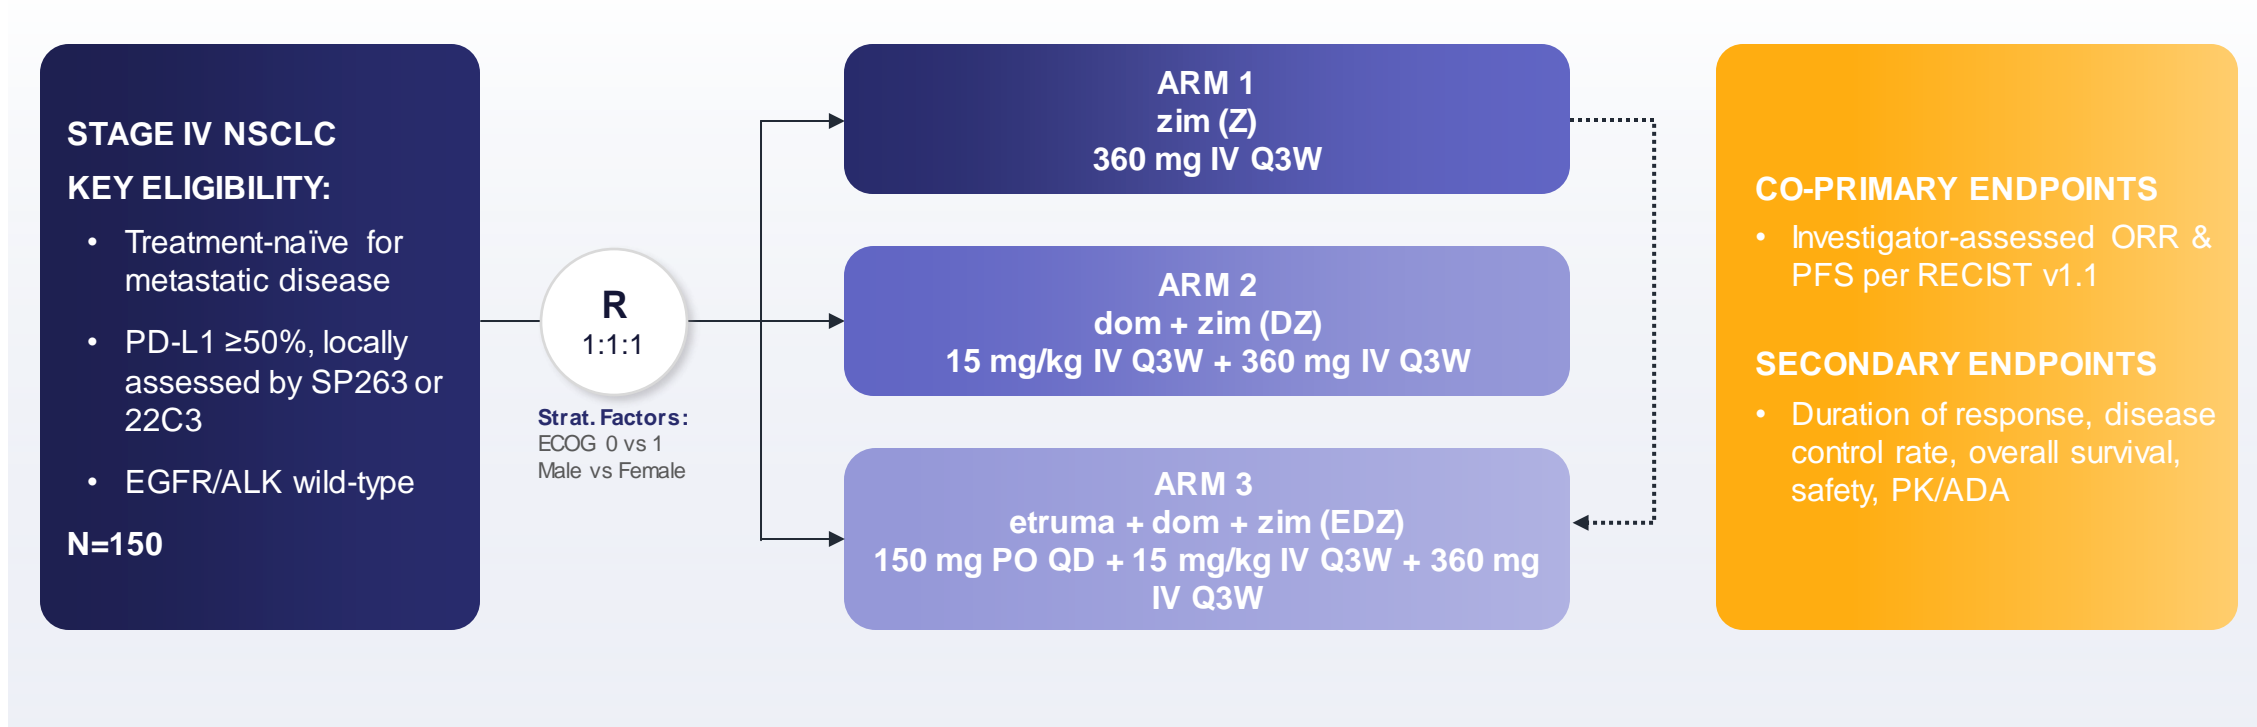 STAGE IV NSCLC
KEY ELIGIBILITY:
• Treatment-naïve for
metastatic disease
• PD-L1 ≥50%, locally
assessed by SP263 or
22C3
• EGFR/ALK wild-type
N=150
R
1:1:1
Strat. Factors:
ECOG 0 vs 1
Male vs Female
ARM 1
zim (Z)
360 mg IV Q3W
ARM 2
dom + zim (DZ)
15 mg/kg IV Q3W + 360 mg IV Q3W
ARM 3
etruma + dom + zim (EDZ)
150 mg PO QD + 15 mg/kg IV Q3W + 360 mg
IV Q3W
CO-PRIMARY ENDPOINTS
• Investigator-assessed ORR &
PFS per RECIST v1.1
SECONDARY ENDPOINTS
• Duration of response, disease
control rate, overall survival,
safety, PK/ADA